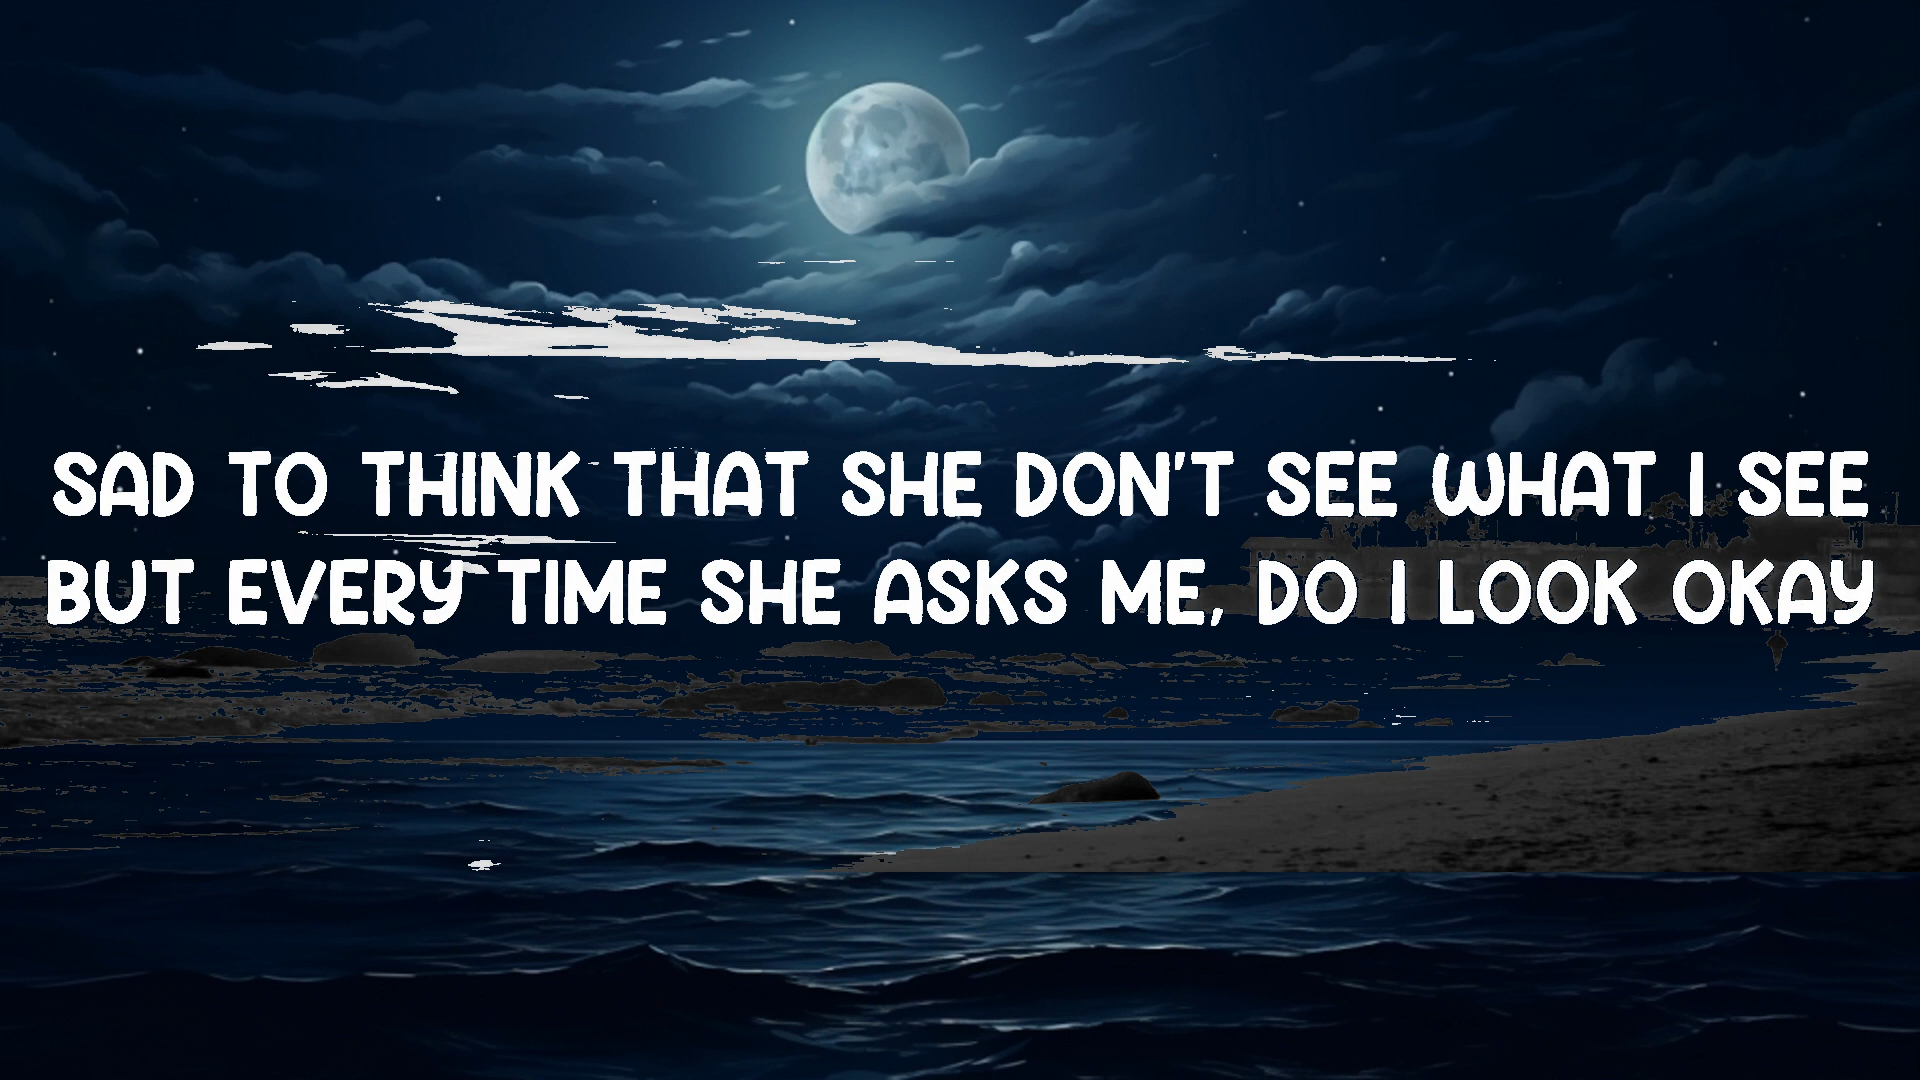 SAD TO THINK THAT SHE DON'T SEE WHAT I SEE
BUT EVERY TIME SHE ASKS ME, DO I LOOK OKAY